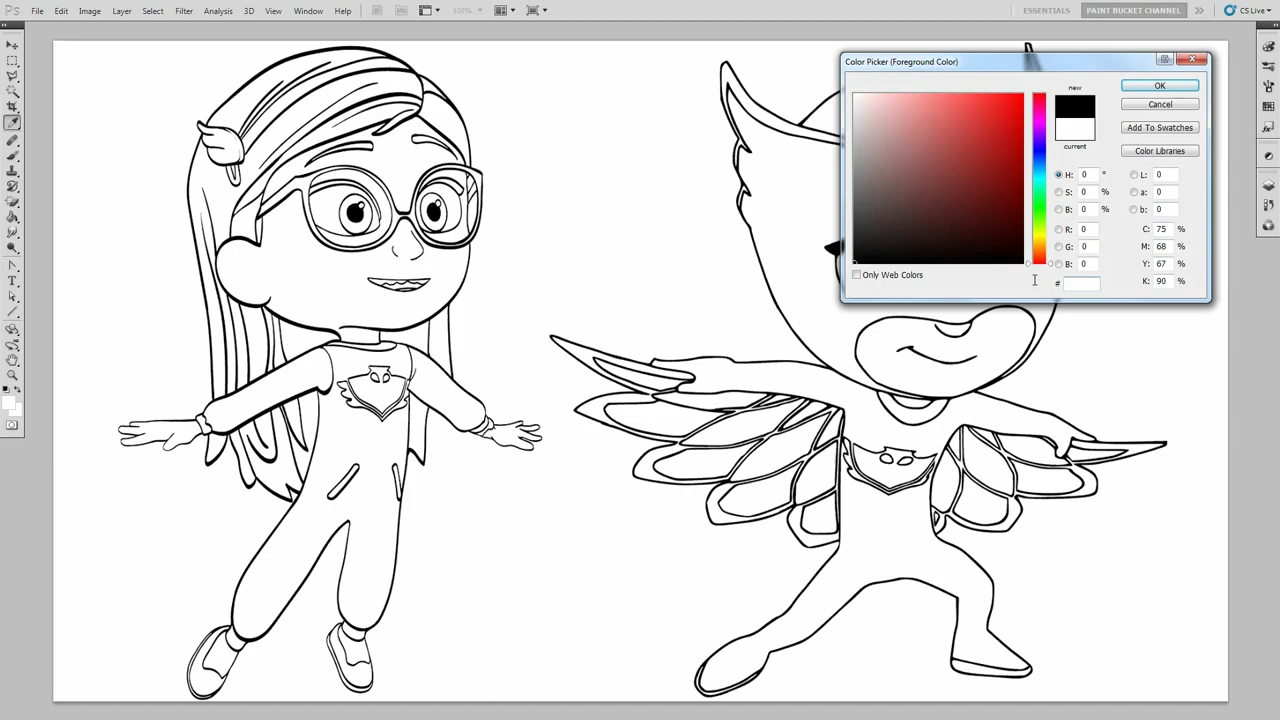 Ps File Edit Image Layer Select Filter Analysis 3D View Window Help 100% ESSENTIALS PAINT BUCKET CHANNEL CS Live
Color Picker (Foreground Color)
new
current
OK
Cancel
Add To Swatches
Color Libraries
H: 0 ° L: 0
S: 0 % a: 0
B: 0 % b: 0
R: 0 C: 75 %
G: 0 M: 68 %
B: 0 Y: 67 %
# K: 90 %
Only Web Colors